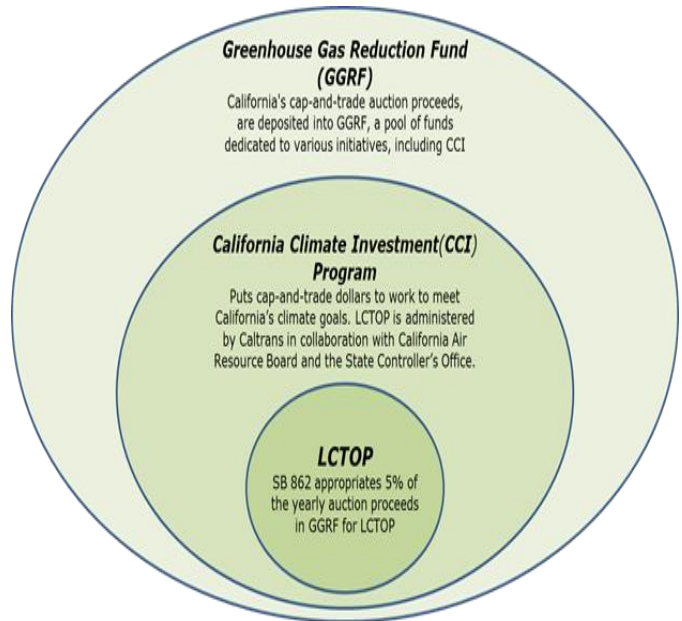 Greenhouse Gas Reduction Fund
(GGRF)
California's cap-and-trade auction proceeds,
are deposited into GGRF, a pool of funds
dedicated to various initiatives, including CCI
California Climate Investment(CCI)
Program
Puts cap-and-trade dollars to work to meet
California's climate goals. LCTOP is administered
by Caltrans in collaboration with California Air
Resource Board and the State Controller's Office.
LCTOP
SB 862 appropriates 5% of
the yearly auction proceeds
in GGRF for LCTOP